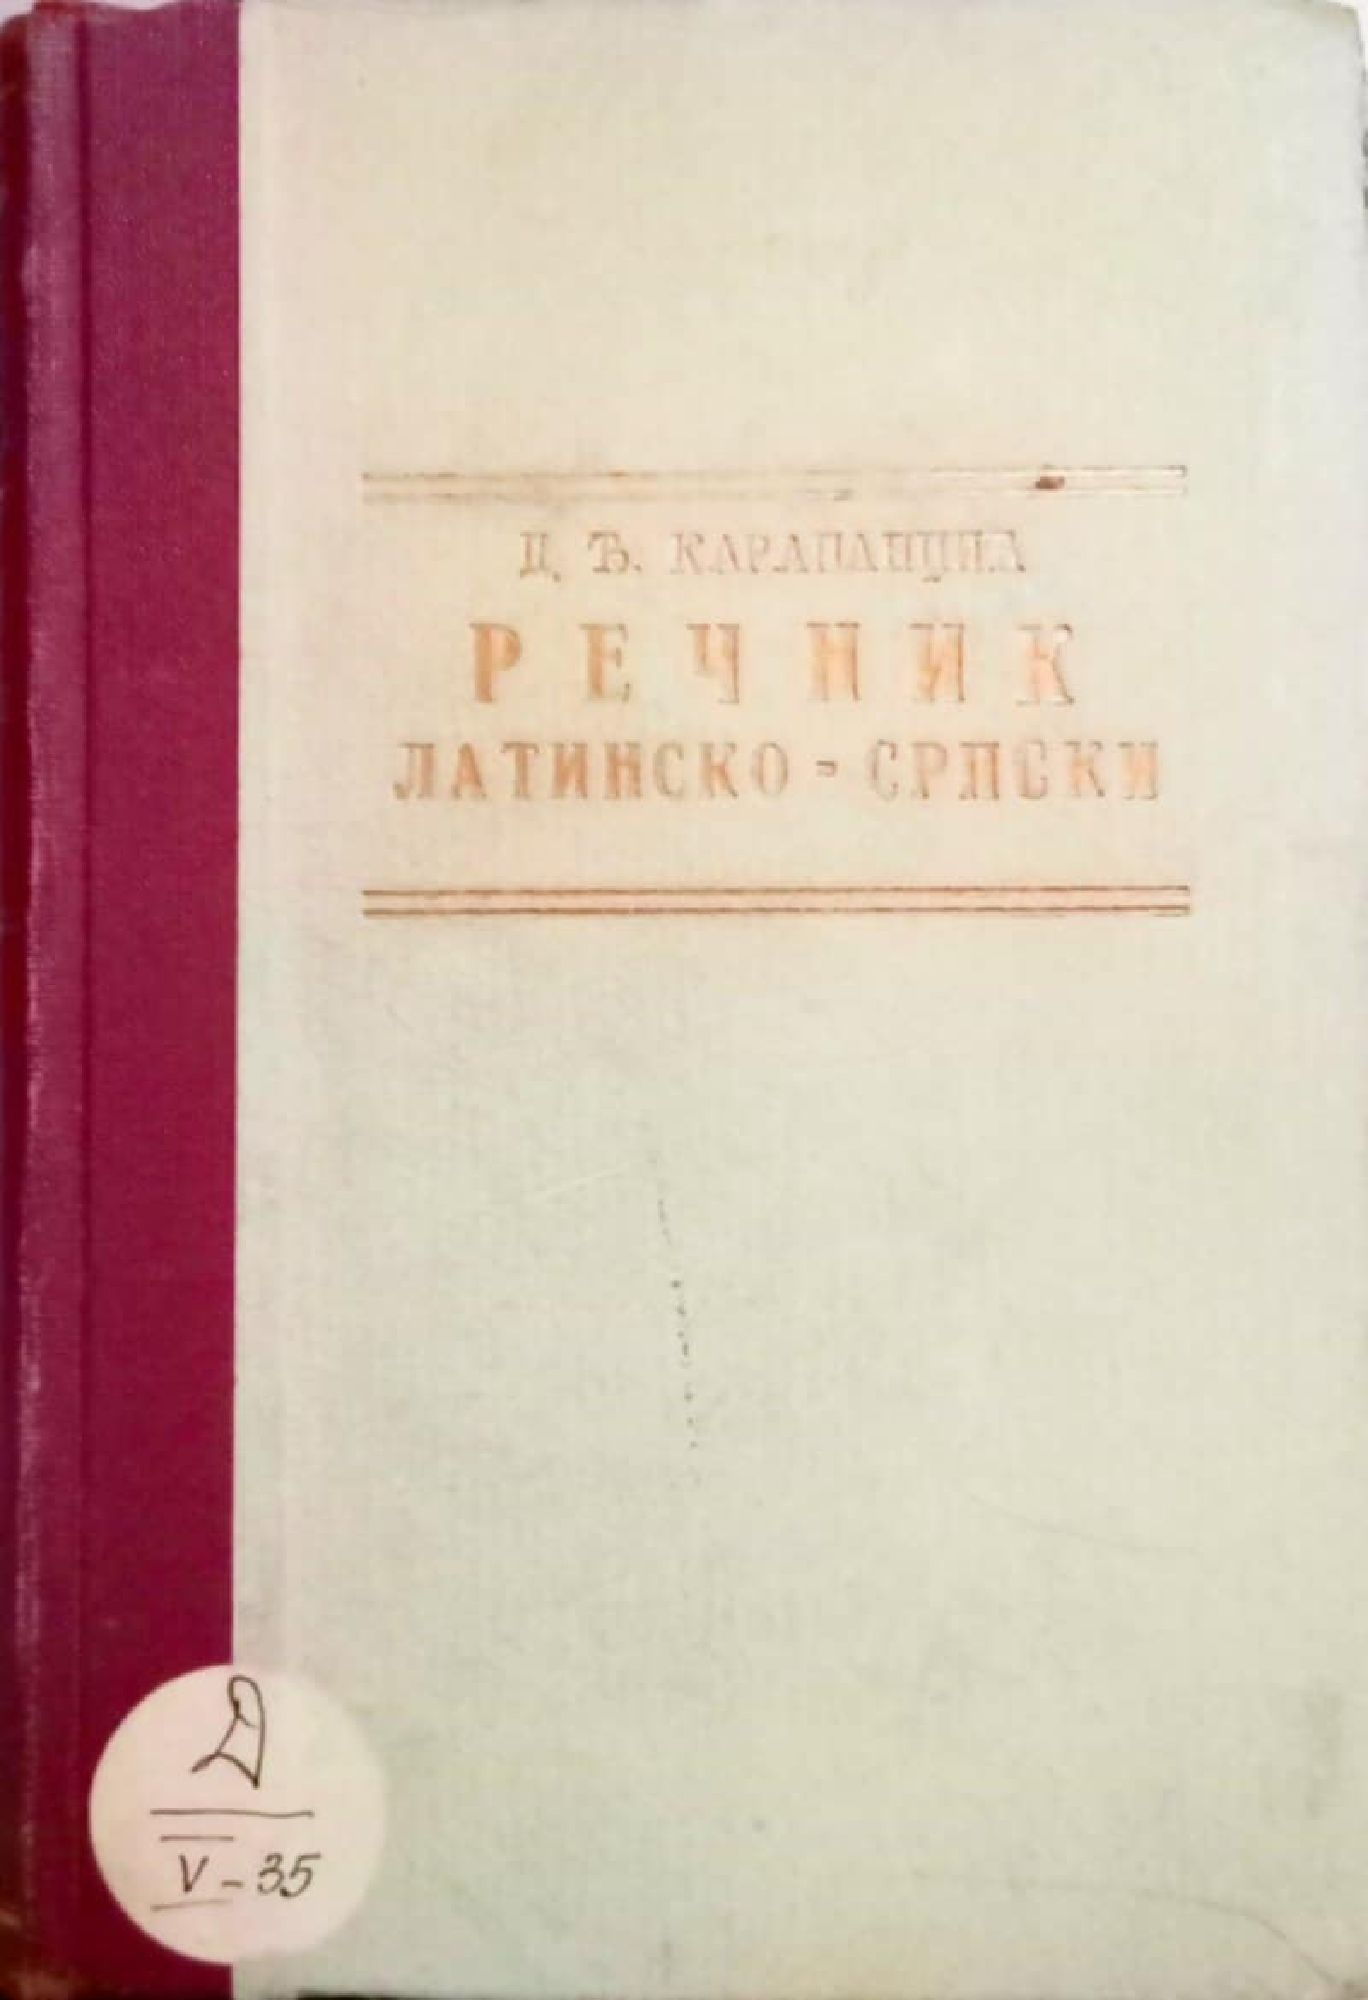 Ц. Ђ. КАРАПАНЏИЋ
РЕЧНИК
ЛАТИНСКО-СРПСКИ
D
V-35